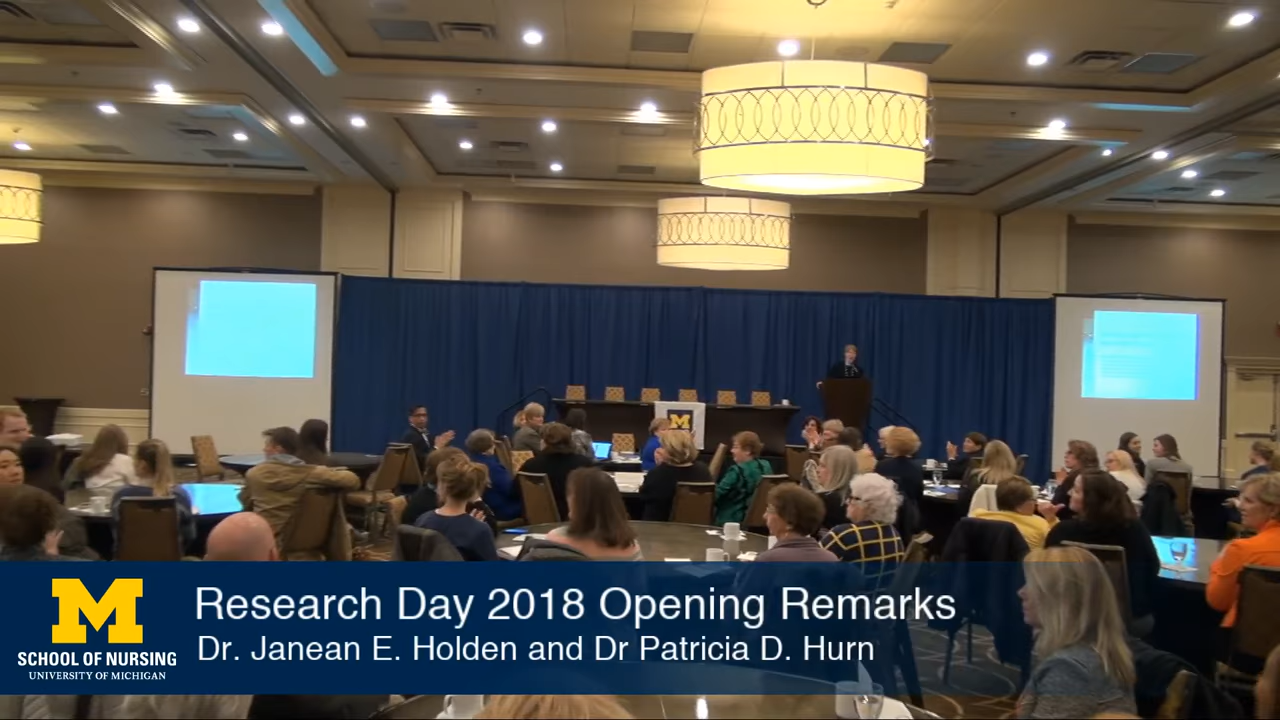 M
M
SCHOOL OF NURSING
UNIVERSITY OF MICHIGAN
Research Day 2018 Opening Remarks
Dr. Janean E. Holden and Dr Patricia D. Hurn